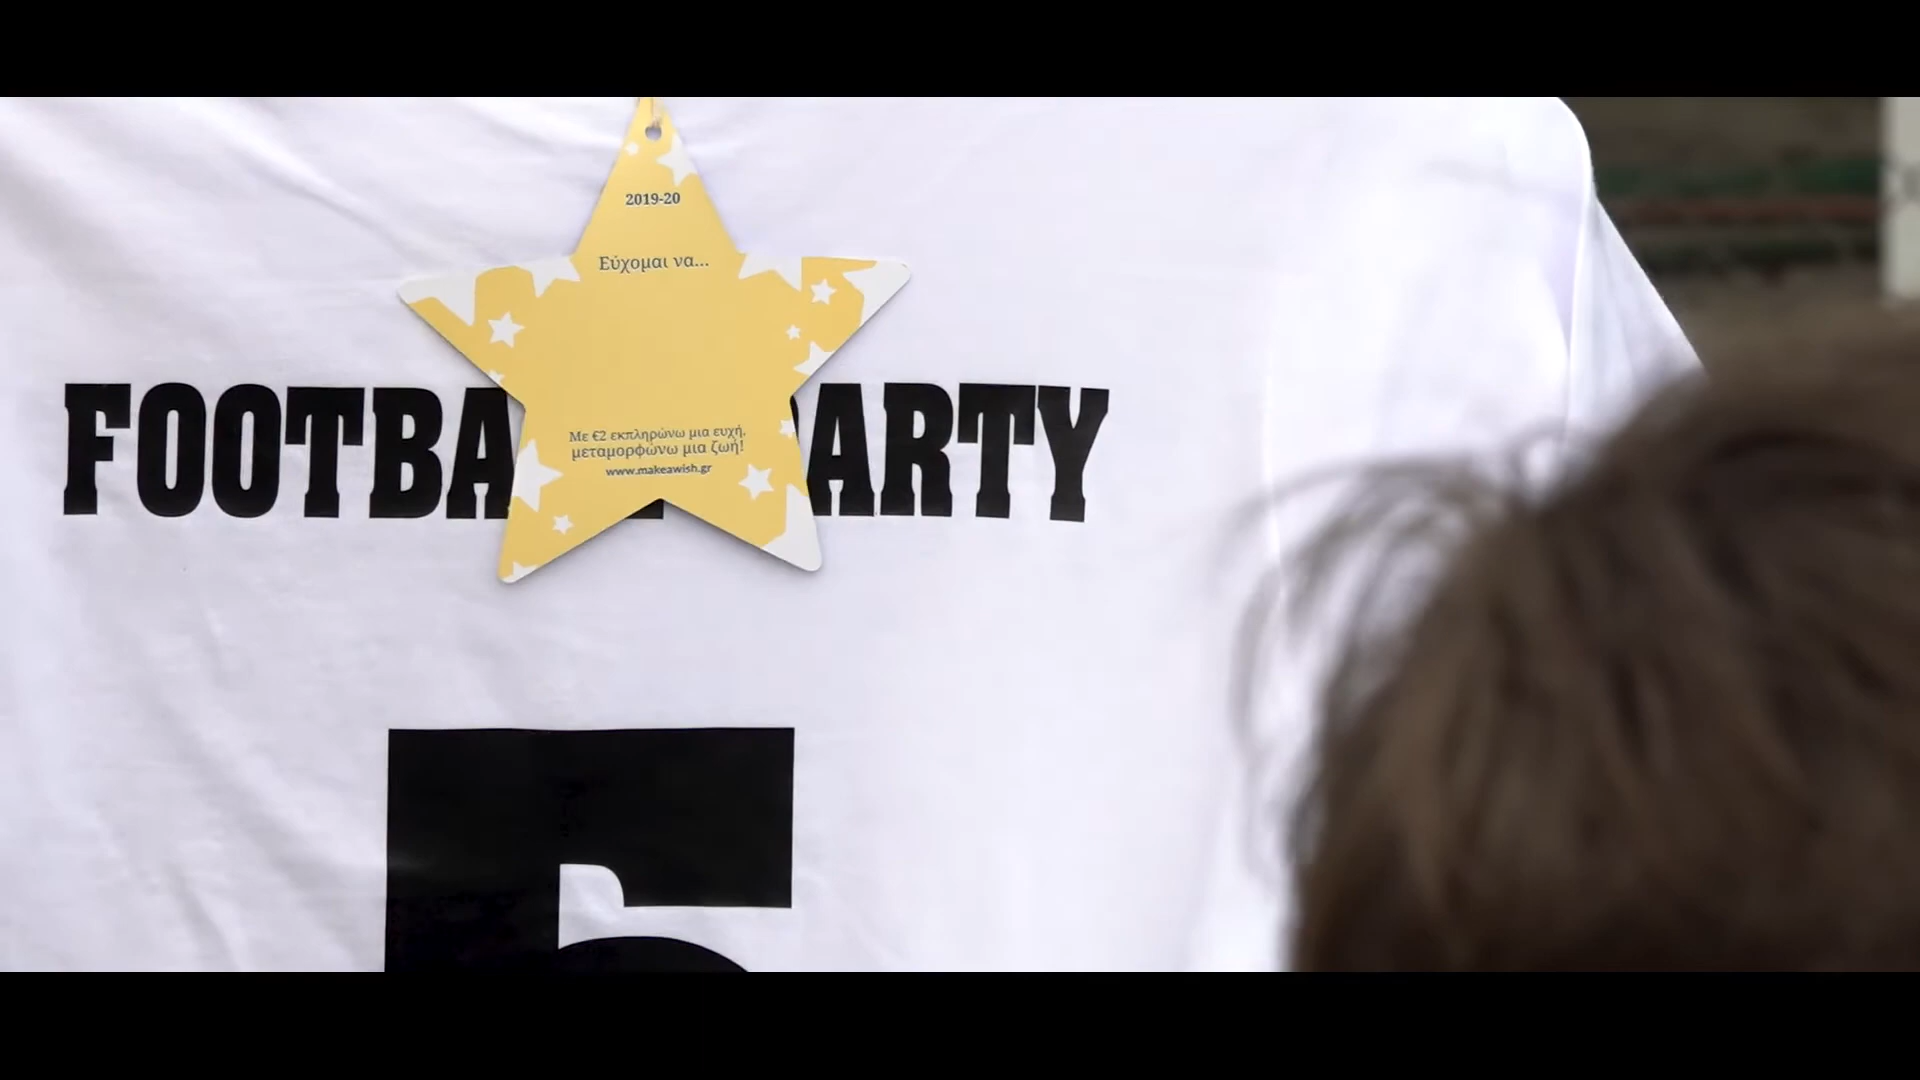 2019-20
Εύχομαι να...
FOOTBA ARTY
Με €2 εκπληρώνω μια ευχή,
μεταμορφώνω μια ζωή!
www.makeawish.gr
5